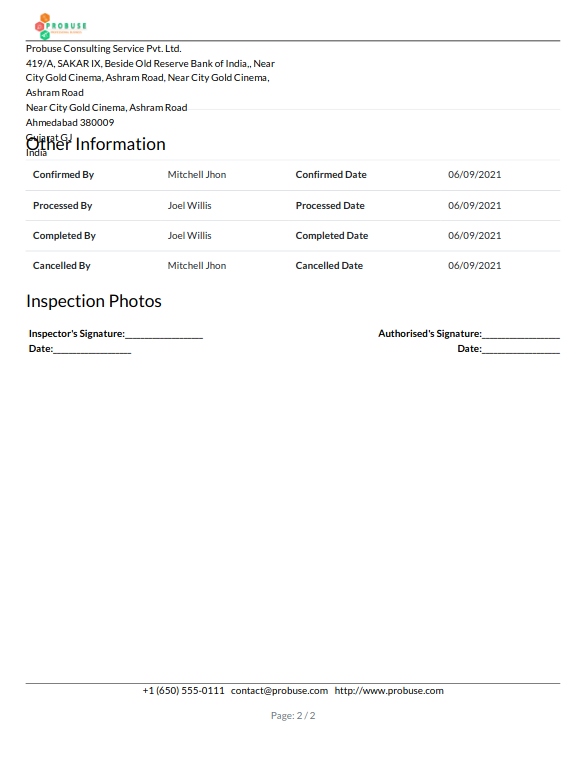 PROBUSE
Probuse Consulting Service Pvt. Ltd.
419/A, SAKAR IX, Beside Old Reserve Bank of India,, Near
City Gold Cinema, Ashram Road, Near City Gold Cinema,
Ashram Road
Near City Gold Cinema, Ashram Road
Ahmedabad 380009
Gujarat GJ
Other Information
India
Confirmed By Mitchell Jhon Confirmed Date 06/09/2021
Processed By Joel Willis Processed Date 06/09/2021
Completed By Joel Willis Completed Date 06/09/2021
Cancelled By Mitchell Jhon Cancelled Date 06/09/2021
Inspection Photos
Inspector's Signature:____________________ Authorised's Signature:____________________
Date:____________________ Date:____________________
+1 (650) 555-0111 contact@probuse.com http://www.probuse.com
Page: 2 / 2